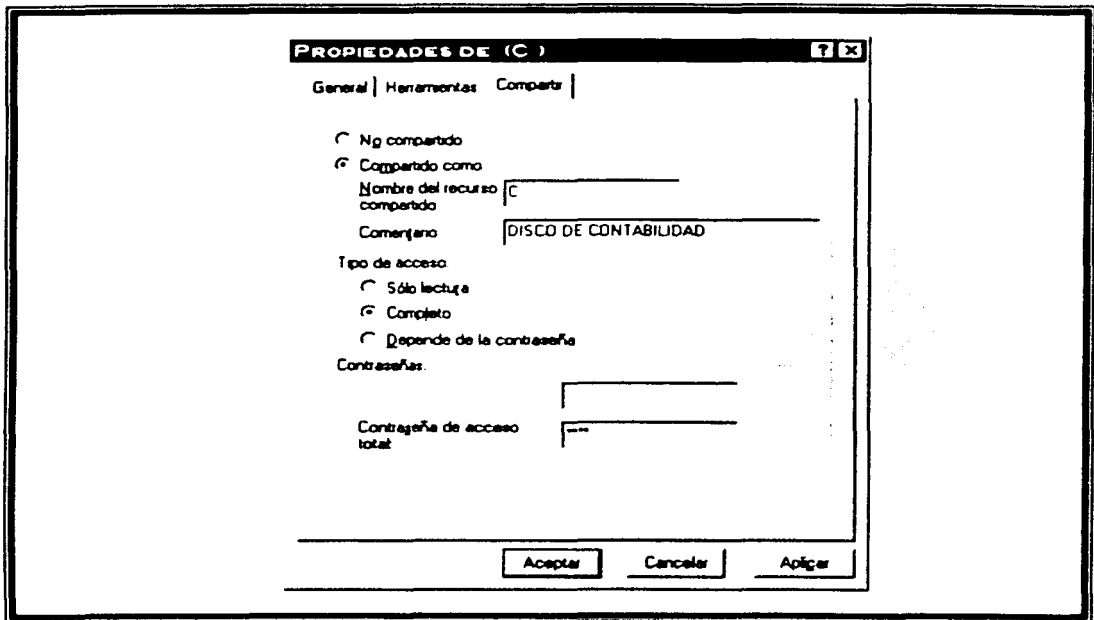 PROPIEDADES DE (C )
General Herramientas Compartir
No compartido
Compartido como
Nombre del recurso
compartido
C
Comentario
DISCO DE CONTABILIDAD
Tipo de acceso
Sólo lectura
Completo
Depende de la contraseña
Contraseñas.
Contraseña de acceso
total:
Aceptar Cancelar Apligar